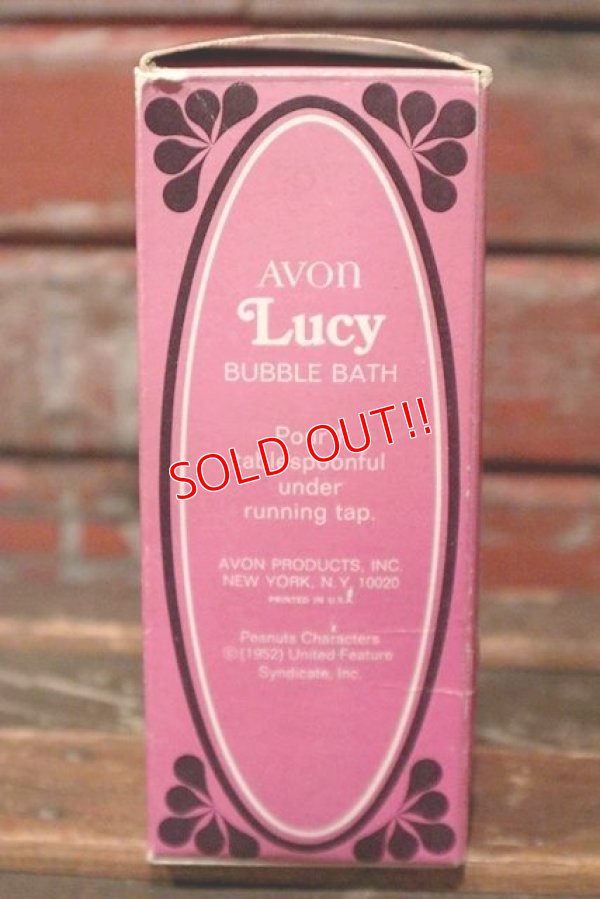 AVON
Lucy
BUBBLE BATH
Pour
tablespoonful
under
running tap.
SOLD OUT!!
AVON PRODUCTS, INC.
NEW YORK, N.Y. 10020
PRINTED IN U.S.
Peanuts Characters
©(1952) United Feature
Syndicate, Inc.